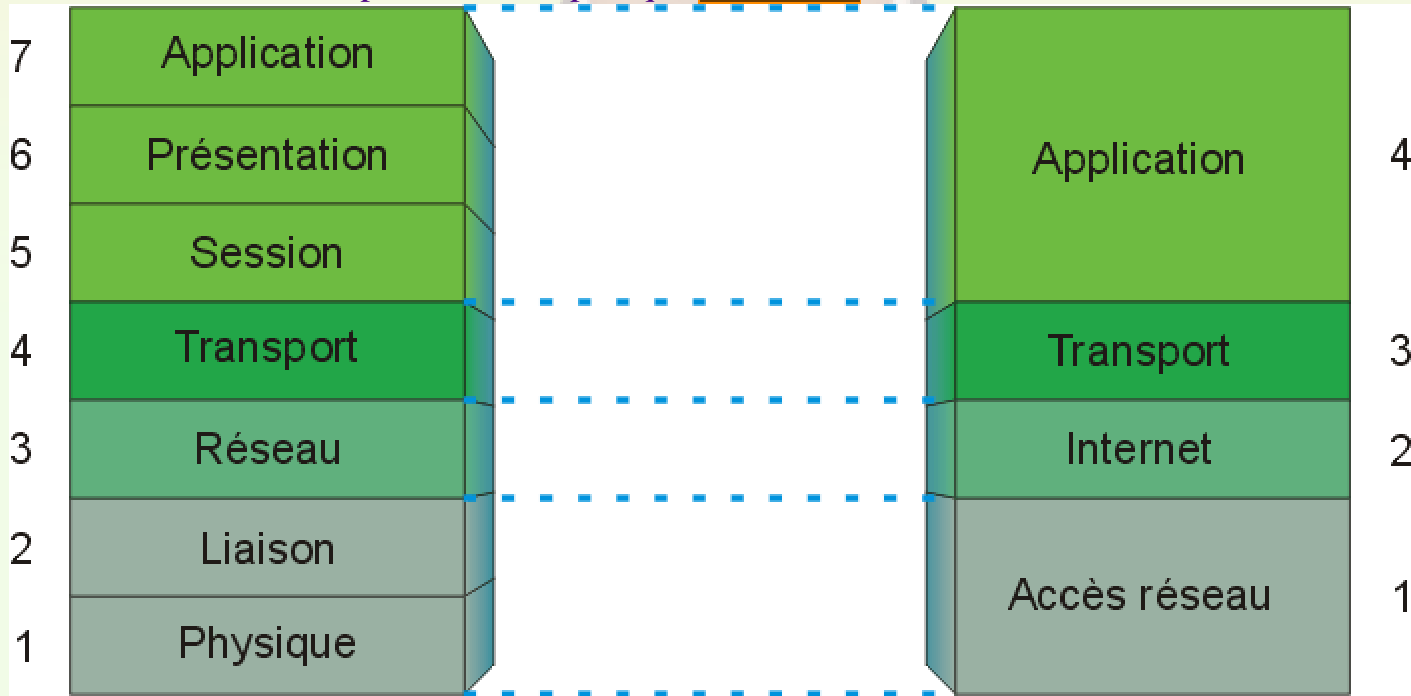 7 Application
6 Présentation
5 Session
4 Transport
3 Réseau
2 Liaison
1 Physique
Application 4
Transport 3
Internet 2
Accès réseau 1